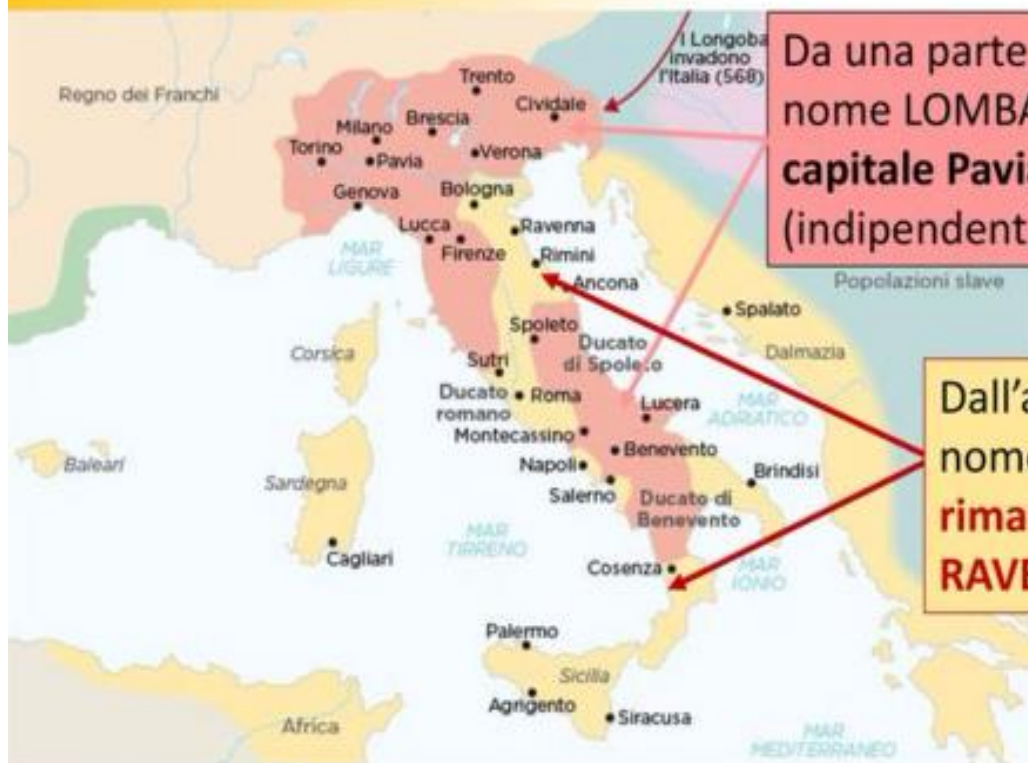 I Longoba
invadono
l'Italia (568)
Da una parte
nome LOMBA
capitale Pavia
(indipendent
Regno dei Franchi
Trento
Cividale
Brescia
Milano
Torino
Pavia
Verona
Genova
Bologna
Lucca
Ravenna
Firenze
Rimini
MAR
LIGURE
Ancona
Popolazioni slave
Spalato
Spoleto
Ducato
di Spoleto
Dalmazia
Corsica
Sutri
Ducato
romano
Roma
Lucera
MAR
ADRIATICO
Montecassino
Benevento
Napoli
Salerno
Brindisi
Ducato di
Benevento
Baleari
Sardegna
Cagliari
MAR
TIRRENO
Cosenza
MAR
IONIO
Dall'a
nome
rima
RAVE
Palermo
Sicilia
Agrigento
Siracusa
Africa
MAR
MEDITERRANEO